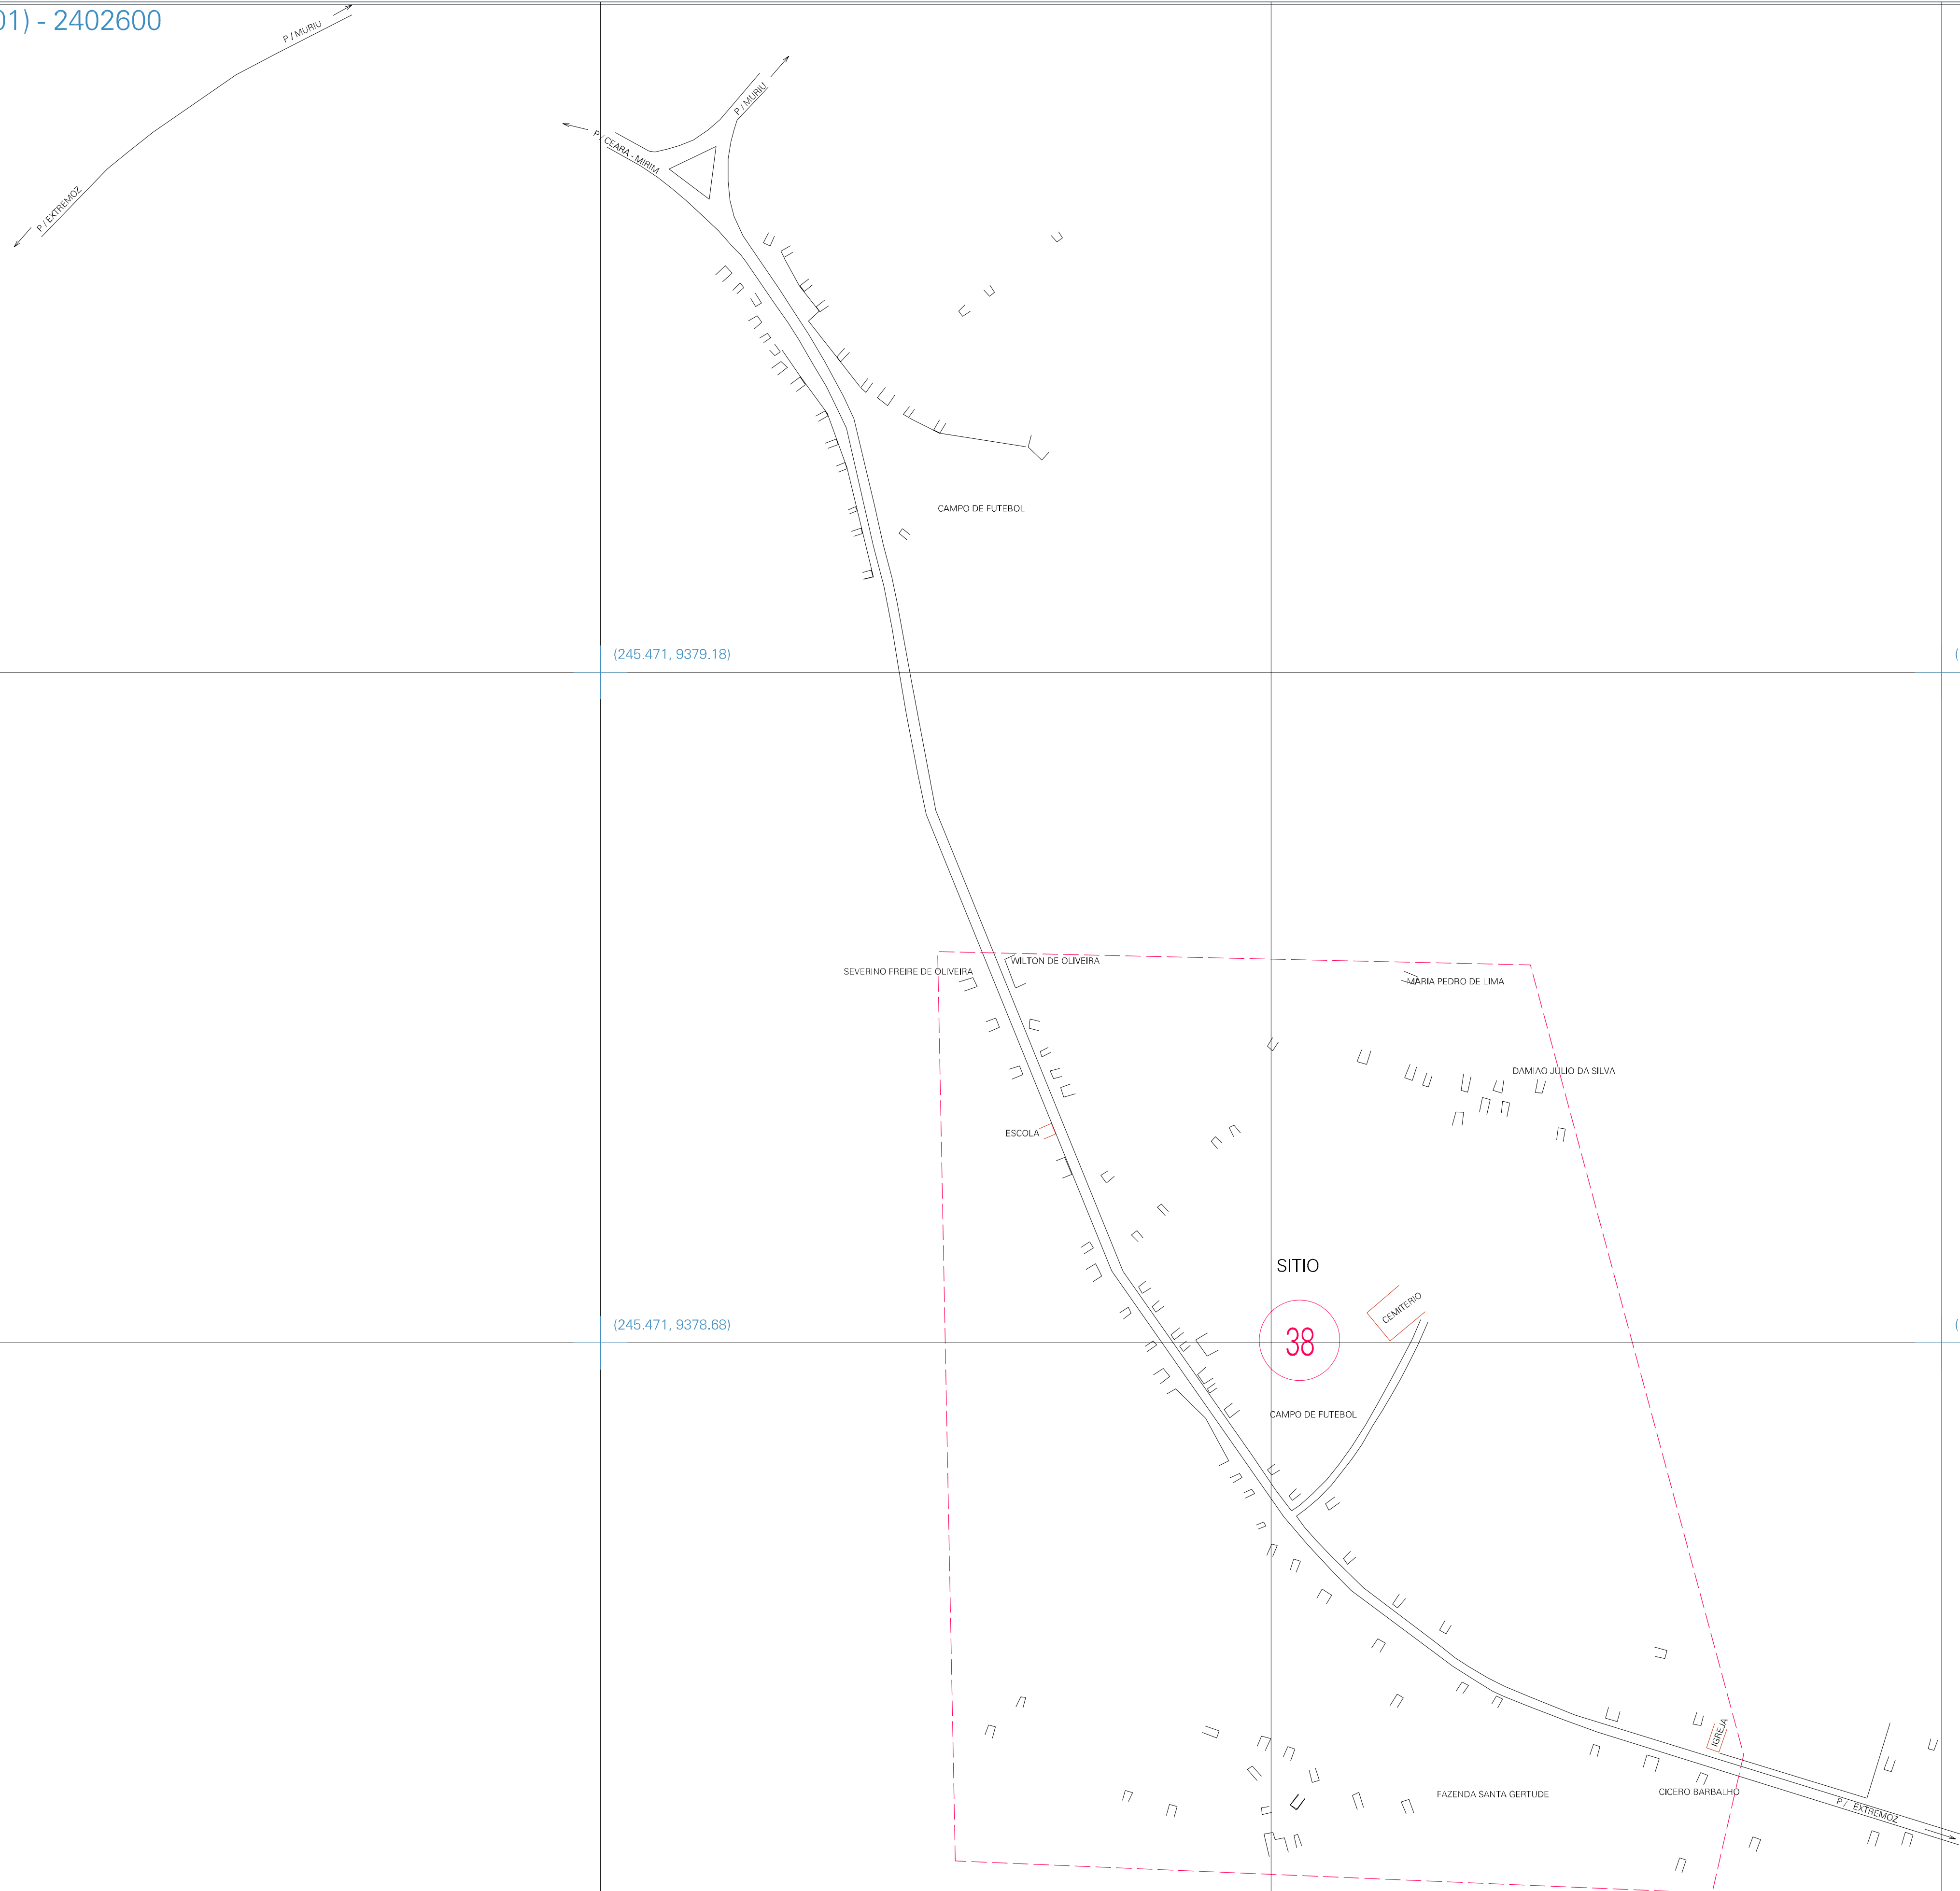 01) - 2402600
P / MURIU
P / MURIU
P / CEARA - MIRIM
P / EXTREMOZ
CAMPO DE FUTEBOL
(245.471, 9379.18)
(
SEVERINO FREIRE DE OLIVEIRA
WILTON DE OLIVEIRA
MARIA PEDRO DE LIMA
DAMIAO JULIO DA SILVA
ESCOLA
SITIO
CEMITERIO
(245.471, 9378.68)
38
(
CAMPO DE FUTEBOL
IGREJA
FAZENDA SANTA GERTUDE
CICERO BARBALHO
P / EXTREMOZ